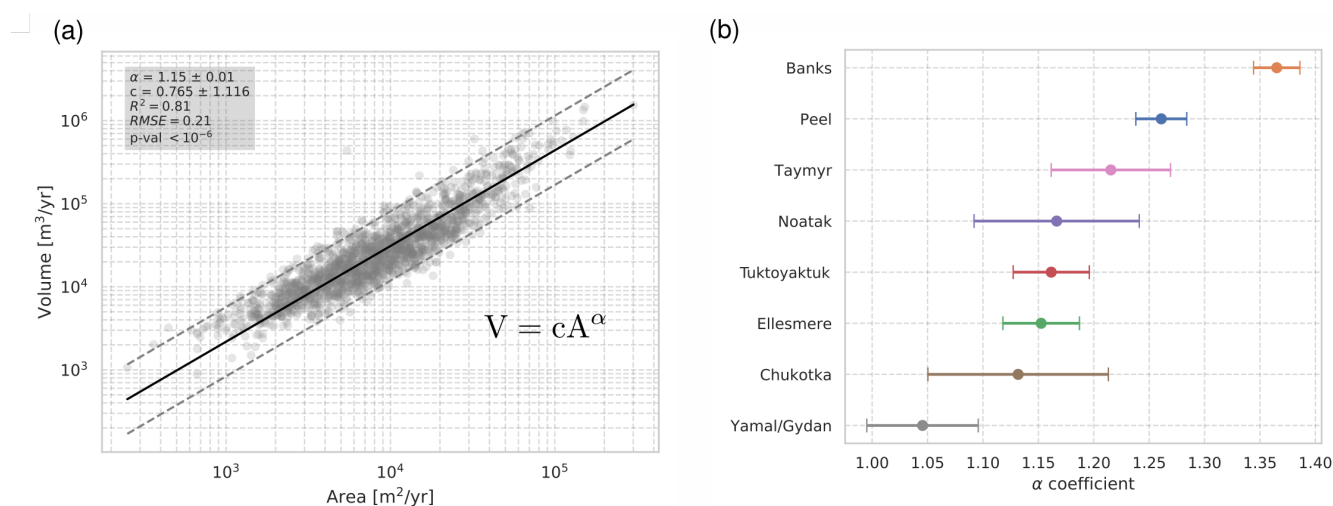 (a)
α = 1.15 ± 0.01
c = 0.765 ± 1.116
R² = 0.81
RMSE = 0.21
p-val < 10⁻⁶
V = cA^α
Volume [m³/yr]
10⁶
10⁵
10⁴
10³
10³ 10⁴ 10⁵
Area [m²/yr]
(b)
Banks
Peel
Taymyr
Noatak
Tuktoyaktuk
Ellesmere
Chukotka
Yamal/Gydan
1.00 1.05 1.10 1.15 1.20 1.25 1.30 1.35 1.40
α coefficient